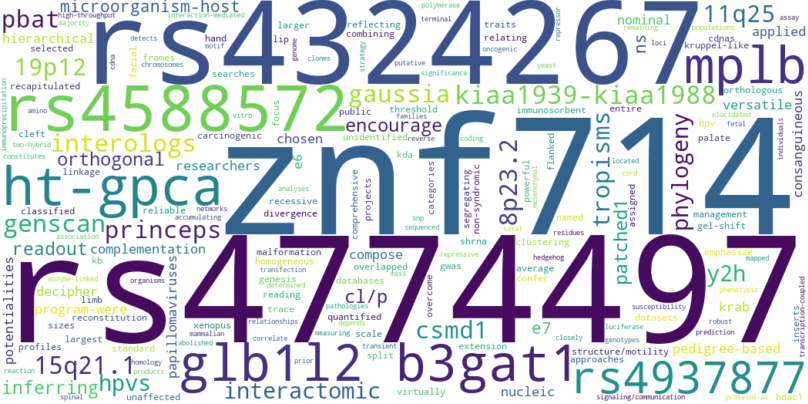 microorganism-host
pbat
high-throughput
interaction-mediated
hierarchical
majority
selected
cdna
detects
hand
larger
lip
motif
genome
clones
reflecting
combining
strategy
polymerase
terminal
putative
significance
traits
relating
oncogenic
yeast
nominal
repressor
ns
loci
11q25
assay
applied
populations
remaining
chromosomes
kruppel-like
cdnas
rs4324267
mplb
19p12
frames
facial
recapitulated
searches
rs4588572
gaussia
kiaa1939-kiaa1988
orthologous
versatile
immunoprecipitation
amino
vitro
focus
public
threshold
families
immunosorbent
entire
coding
fetal
hpv
elucidated
individuals
consanguineous
interologs
carcinogenic
encourage
unidentified
reverse
cleft
two-hybrid
constitutes
orthogonal
chosen
palate
linkage
researchers
e6
znf714
kda
analyses
8p23.2
tropisms
phylogeny
flanked
located
cord
powerful
mesenchymal
ht-gpca
recessive
divergence
comprehensive
projects
categories
segregating
non-syndromic
snp
sequenced
named
residues
assigned
management
gel-shift
classified
reliable
networks
accumulating
genscan
princeps
association
readout
complementation
kb
enzyme-linked
organisms
shrna
clustering
total
patched1
hedgehog
mapped
emphasize
phenotypic
transcription-coupled
inserts
rs4774497
malformation
homogeneous
transfection
determined
genesis
reading
trace
compose
overlapped
databases
transient
split
gwas
average
confer
repressive
y2h
datasets
krab
susceptibility
robust
prediction
potentialities
decipher
program-were
limb
reconstitution
sizes
largest
profiles
standard
homology
products
reaction
spinal
unaffected
papillomaviruses
xenopus
mammalian
abolished
relationships
correlate
prior
cl/p
quantified
pathologies
measuring
depends
scale
mass
overcome
csmd1
e7
extension
genotypes
luciferase
closely
pedigree-based
structure/motility
approaches
15q21.1
hpvs
inferring
glb1l2
b3gat1
interactomic
virtually
nucleic
rs4937877
signaling/communication
proteins-as
hdac1